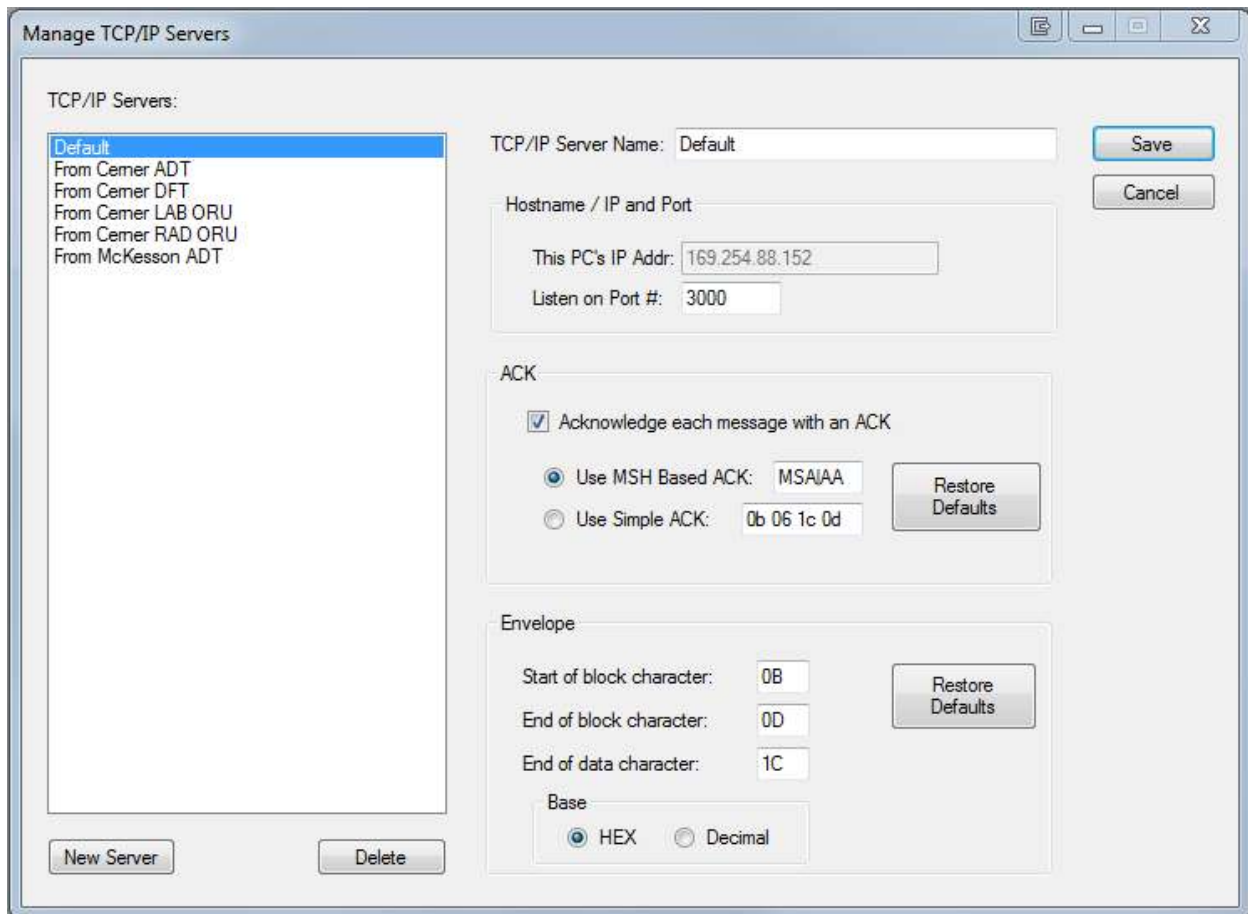 Manage TCP/IP Servers
TCP/IP Servers:
Default
From Cerner ADT
From Cerner DFT
From Cerner LAB ORU
From Cerner RAD ORU
From McKesson ADT
New Server
Delete
TCP/IP Server Name: Default
Save
Cancel
Hostname / IP and Port
This PC's IP Addr: 169.254.88.152
Listen on Port #: 3000
ACK
Acknowledge each message with an ACK
Use MSH Based ACK: MSA|AA
Use Simple ACK: 0b 06 1c 0d
Restore
Defaults
Envelope
Start of block character: 0B
End of block character: 0D
End of data character: 1C
Restore
Defaults
Base
HEX Decimal